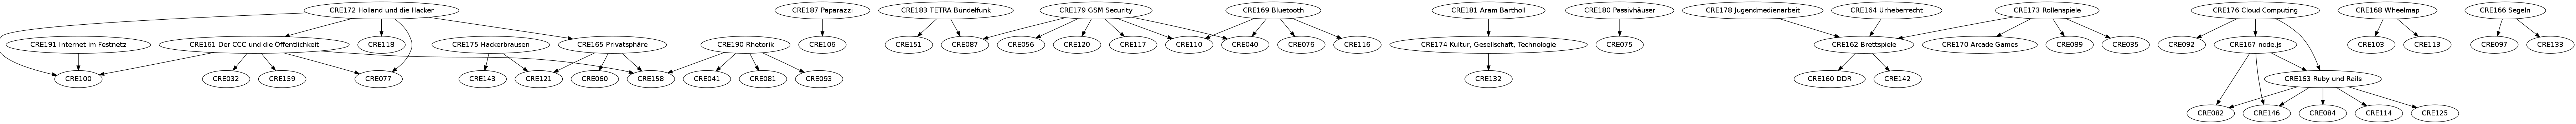 CRE172 Holland und die Hacker
CRE187 Paparazzi
CRE183 TETRA Bündelfunk
CRE179 GSM Security
CRE169 Bluetooth
CRE181 Aram Bartholl
CRE180 Passivhäuser
CRE178 Jugendmedienarbeit
CRE164 Urheberrecht
CRE173 Rollenspiele
CRE176 Cloud Computing
CRE168 Wheelmap
CRE166 Segeln
CRE191 Internet im Festnetz
CRE161 Der CCC und die Öffentlichkeit
CRE118
CRE175 Hackerbrausen
CRE165 Privatsphäre
CRE190 Rhetorik
CRE106
CRE151
CRE087
CRE056
CRE120
CRE117
CRE110
CRE040
CRE076
CRE116
CRE174 Kultur, Gesellschaft, Technologie
CRE075
CRE162 Brettspiele
CRE170 Arcade Games
CRE089
CRE035
CRE092
CRE167 node.js
CRE103
CRE113
CRE097
CRE133
CRE100
CRE032
CRE159
CRE077
CRE143
CRE121
CRE060
CRE158
CRE041
CRE081
CRE093
CRE132
CRE160 DDR
CRE142
CRE163 Ruby und Rails
CRE082
CRE146
CRE084
CRE114
CRE125